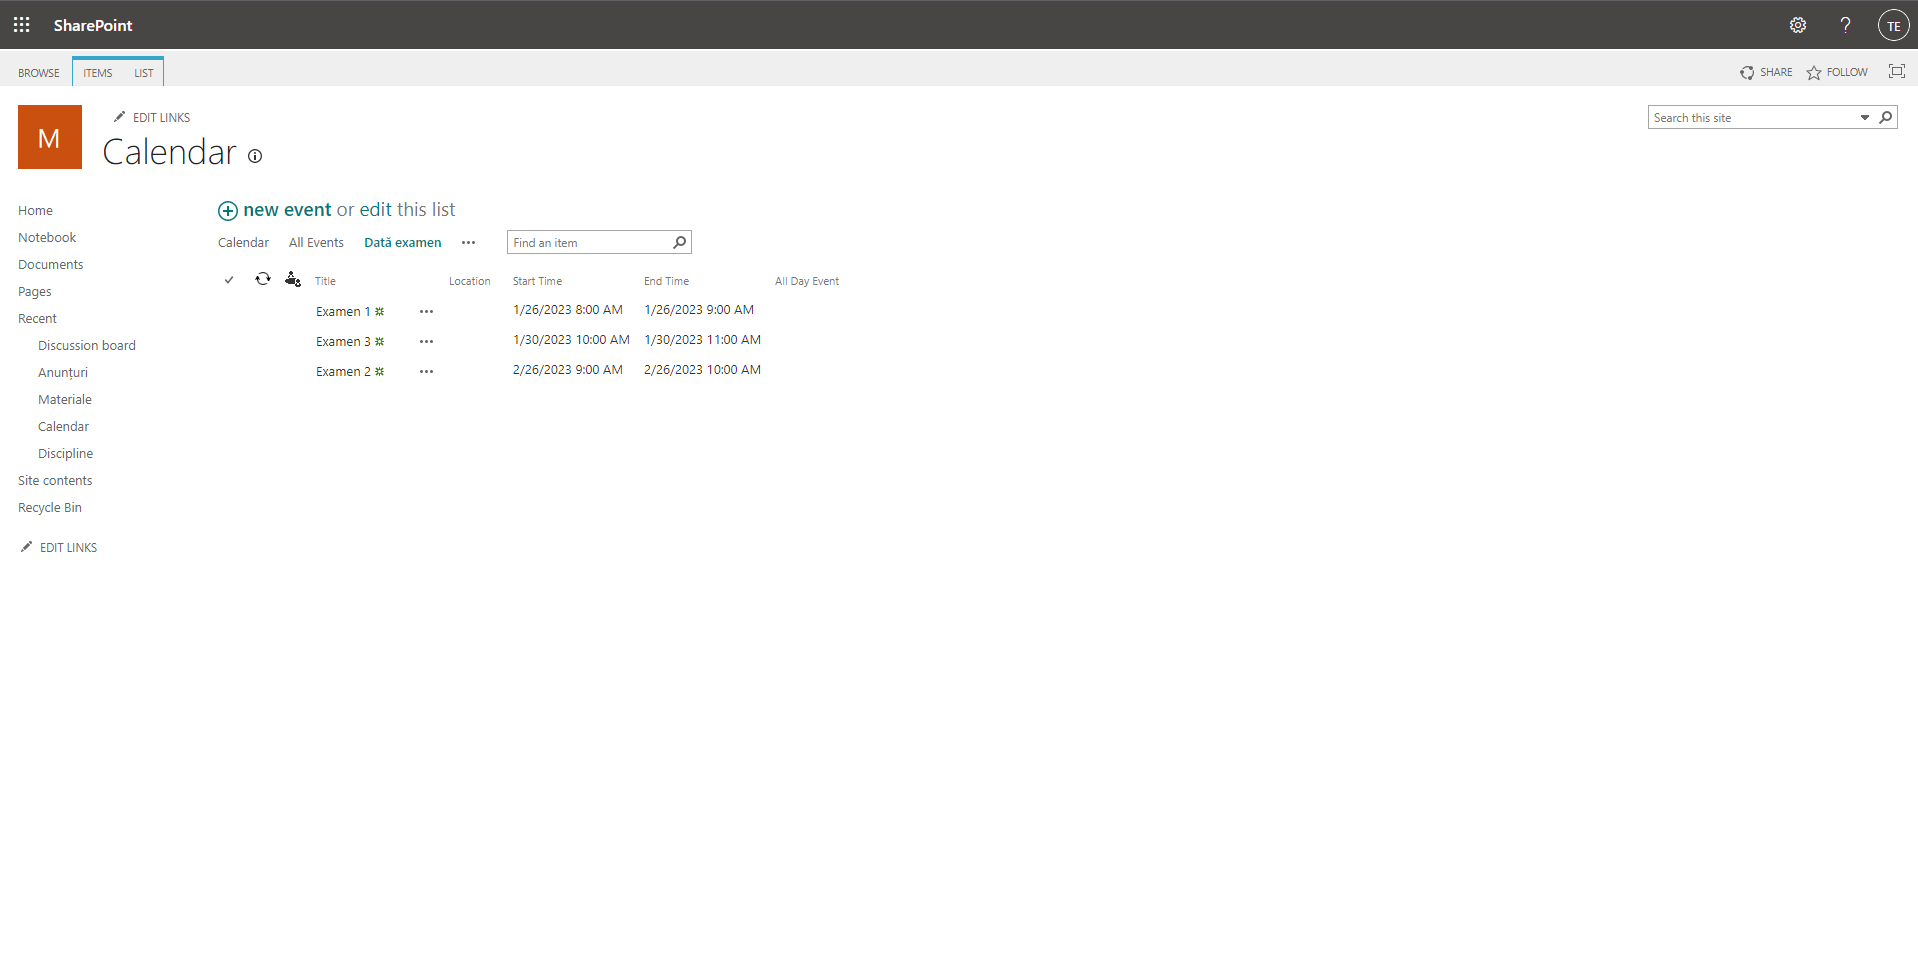 SharePoint
TE
BROWSE ITEMS LIST SHARE FOLLOW
M
EDIT LINKS
Search this site
Calendar
Home
Notebook
Documents
Pages
Recent
Discussion board
Anunțuri
Materiale
Calendar
Discipline
Site contents
Recycle Bin
EDIT LINKS
new event or edit this list
Calendar All Events Dată examen ... Find an item
Title Location Start Time End Time All Day Event
Examen 1 ... 1/26/2023 8:00 AM 1/26/2023 9:00 AM
Examen 3 ... 1/30/2023 10:00 AM 1/30/2023 11:00 AM
Examen 2 ... 2/26/2023 9:00 AM 2/26/2023 10:00 AM